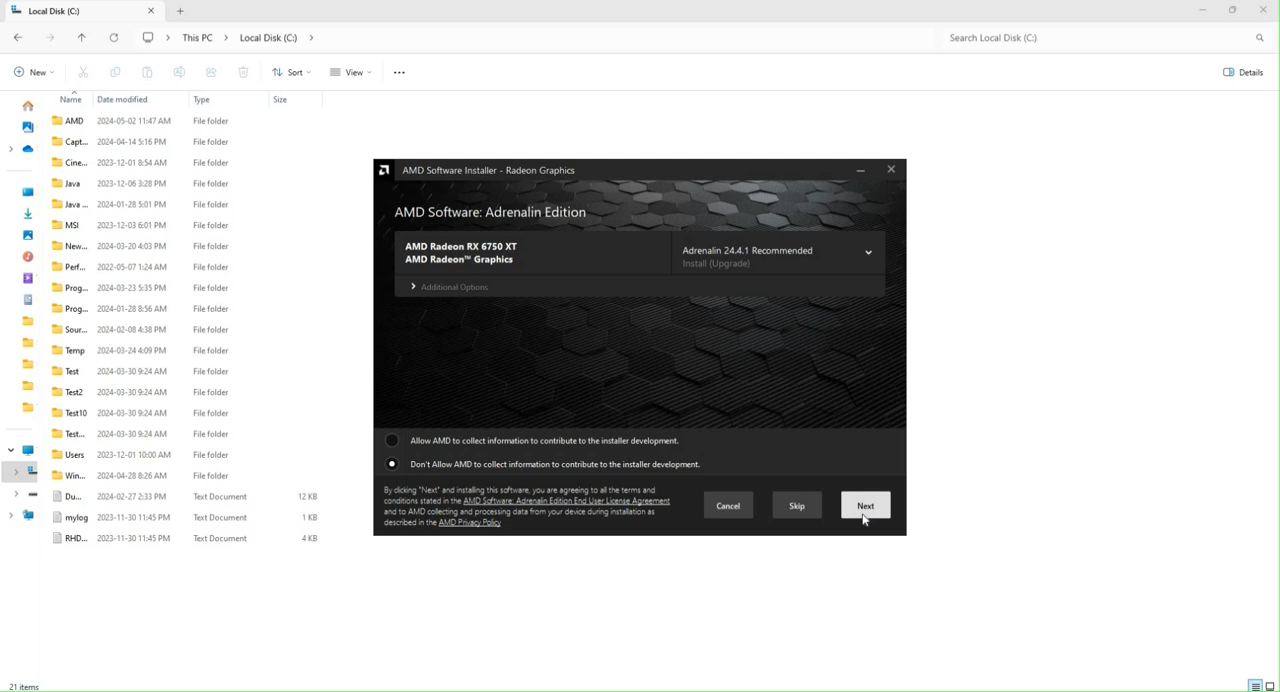 Local Disk (C:)
This PC > Local Disk (C:) >
Search Local Disk (C:)
New
Sort
View
Details
Name Date modified Type Size
AMD 2024-05-02 11:47 AM File folder
Capt... 2024-04-14 5:16 PM File folder
Cine... 2023-12-01 8:54 AM File folder
Java 2023-12-06 3:28 PM File folder
Java ... 2024-01-28 5:01 PM File folder
MSI 2023-12-03 6:01 PM File folder
New... 2024-03-20 4:03 PM File folder
Perf... 2022-05-07 1:24 AM File folder
Prog... 2024-03-23 5:35 PM File folder
Prog... 2024-01-28 8:56 AM File folder
Sour... 2024-02-08 4:38 PM File folder
Temp 2024-03-24 4:09 PM File folder
Test 2024-03-30 9:24 AM File folder
Test2 2024-03-30 9:24 AM File folder
Test10 2024-03-30 9:24 AM File folder
Test... 2024-03-30 9:24 AM File folder
Users 2023-12-01 10:00 AM File folder
Win... 2024-04-28 8:26 AM File folder
Du... 2024-02-27 2:33 PM Text Document 12 KB
mylog 2023-11-30 11:45 PM Text Document 1 KB
RHD... 2023-11-30 11:45 PM Text Document 4 KB
21 items
AMD Software Installer - Radeon Graphics
AMD Software: Adrenalin Edition
AMD Radeon RX 6750 XT
AMD Radeon™ Graphics
Adrenalin 24.4.1 Recommended
Install (Upgrade)
Additional Options
Allow AMD to collect information to contribute to the installer development.
Don't Allow AMD to collect information to contribute to the installer development.
By clicking "Next" and installing this software, you are agreeing to all the terms and
conditions stated in the AMD Software: Adrenalin Edition End User License Agreement
and to AMD collecting and processing data from your device during installation as
described in the AMD Privacy Policy
Cancel
Skip
Next